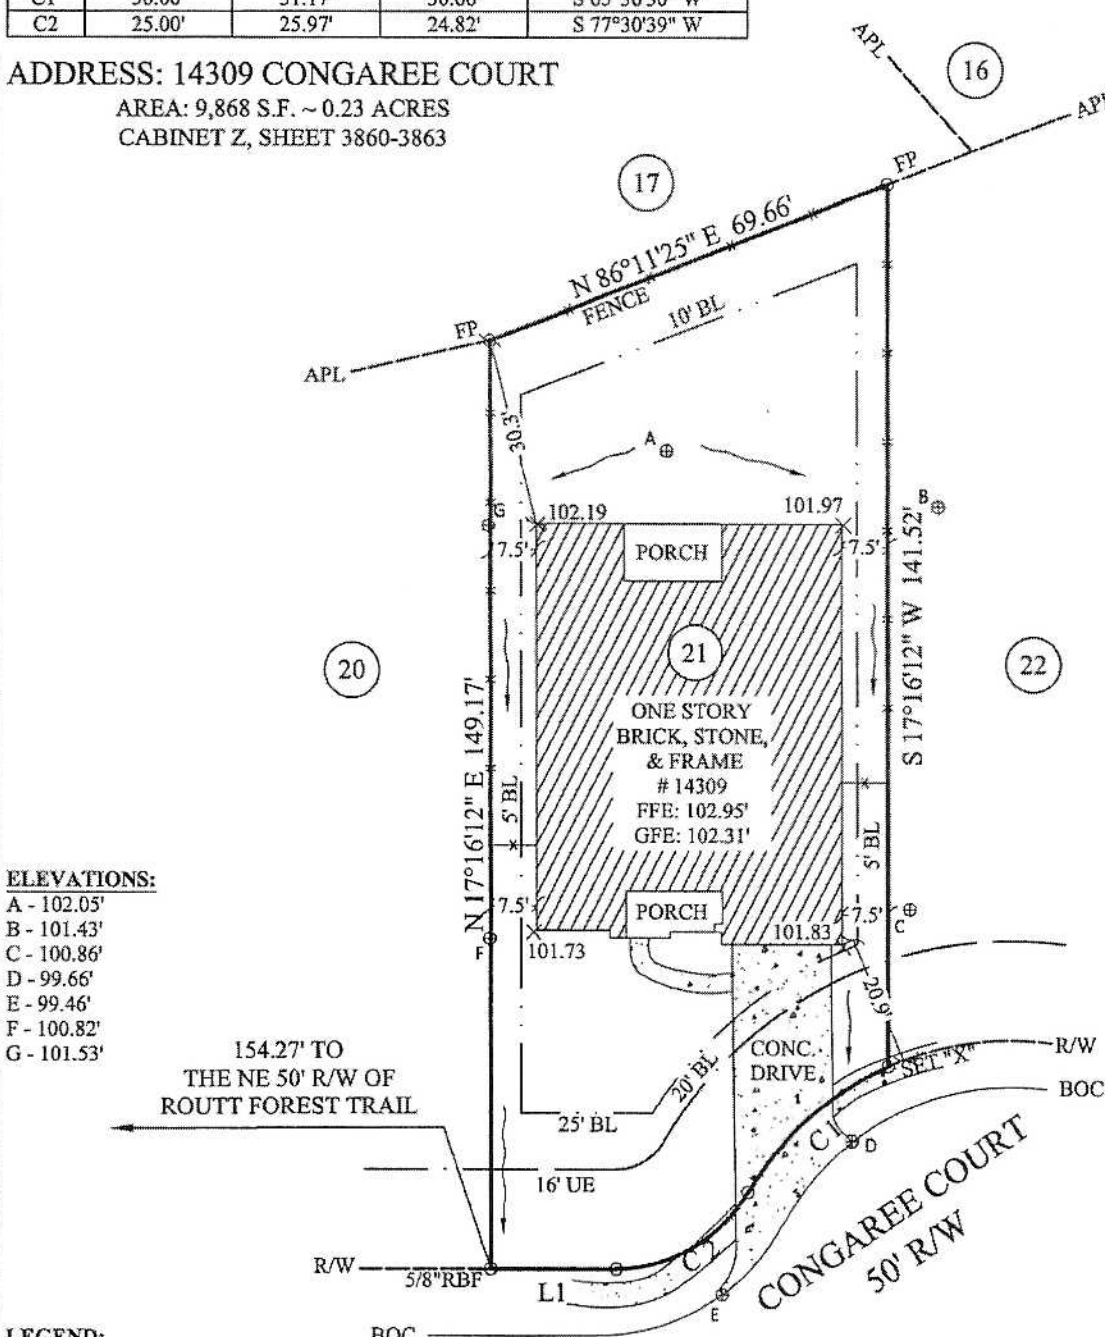 C1 50.00' 31.17' 30.66'
C2 25.00' 25.97' 24.82' S 77°30'39" W
ADDRESS: 14309 CONGAREE COURT
AREA: 9,868 S.F. ~ 0.23 ACRES
CABINET Z, SHEET 3860-3863
APL
16
APL
17
FP
N 86°11'25" E 69.66'
FENCE
10' BL
FP
APL
30.3'
A
B
G
102.19
101.97
7.5'
PORCH
7.5'
S 17°16'12" W 141.52'
20
21
22
ONE STORY
BRICK, STONE,
& FRAME
# 14309
FFE: 102.95'
GFE: 102.31'
N 17°16'12" E 149.17'
5' BL
5' BL
ELEVATIONS:
A - 102.05'
B - 101.43'
C - 100.86'
D - 99.66'
E - 99.46'
F - 100.82'
G - 101.53'
7.5'
PORCH
7.5'
C
F
101.73
101.83
20.9'
154.27' TO
THE NE 50' R/W OF
ROUTT FOREST TRAIL
CONC.
DRIVE
SET "X"
R/W
BOC
20' BL
25' BL
C1
D
16' UE
CONGAREE COURT
50' R/W
R/W
5/8"RBF
L1
C2
E
LEGEND:
BOC